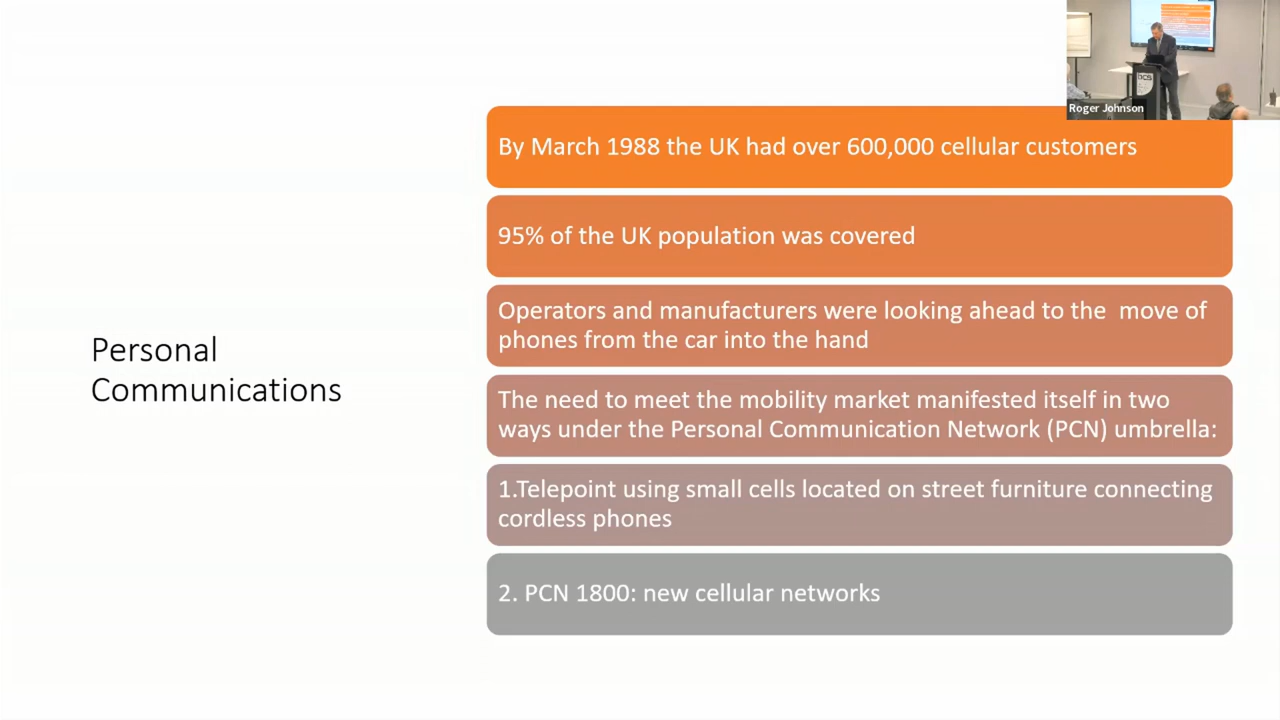 Roger Johnson
bcs
By March 1988 the UK had over 600,000 cellular customers
95% of the UK population was covered
Operators and manufacturers were looking ahead to the  move of
phones from the car into the hand
Personal
Communications
The need to meet the mobility market manifested itself in two
ways under the Personal Communication Network (PCN) umbrella:
1.Telepoint using small cells located on street furniture connecting
cordless phones
2. PCN 1800: new cellular networks